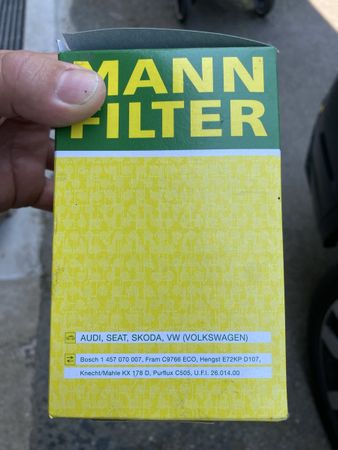 MANN
FILTER
AUDI, SEAT, SKODA, VW (VOLKSWAGEN)
Bosch 1 457 070 007, Fram C9766 ECO, Hengst E72KP D107,
Knecht/Mahle KX 178 D, Purflux C505, U.F.I. 26.014.00